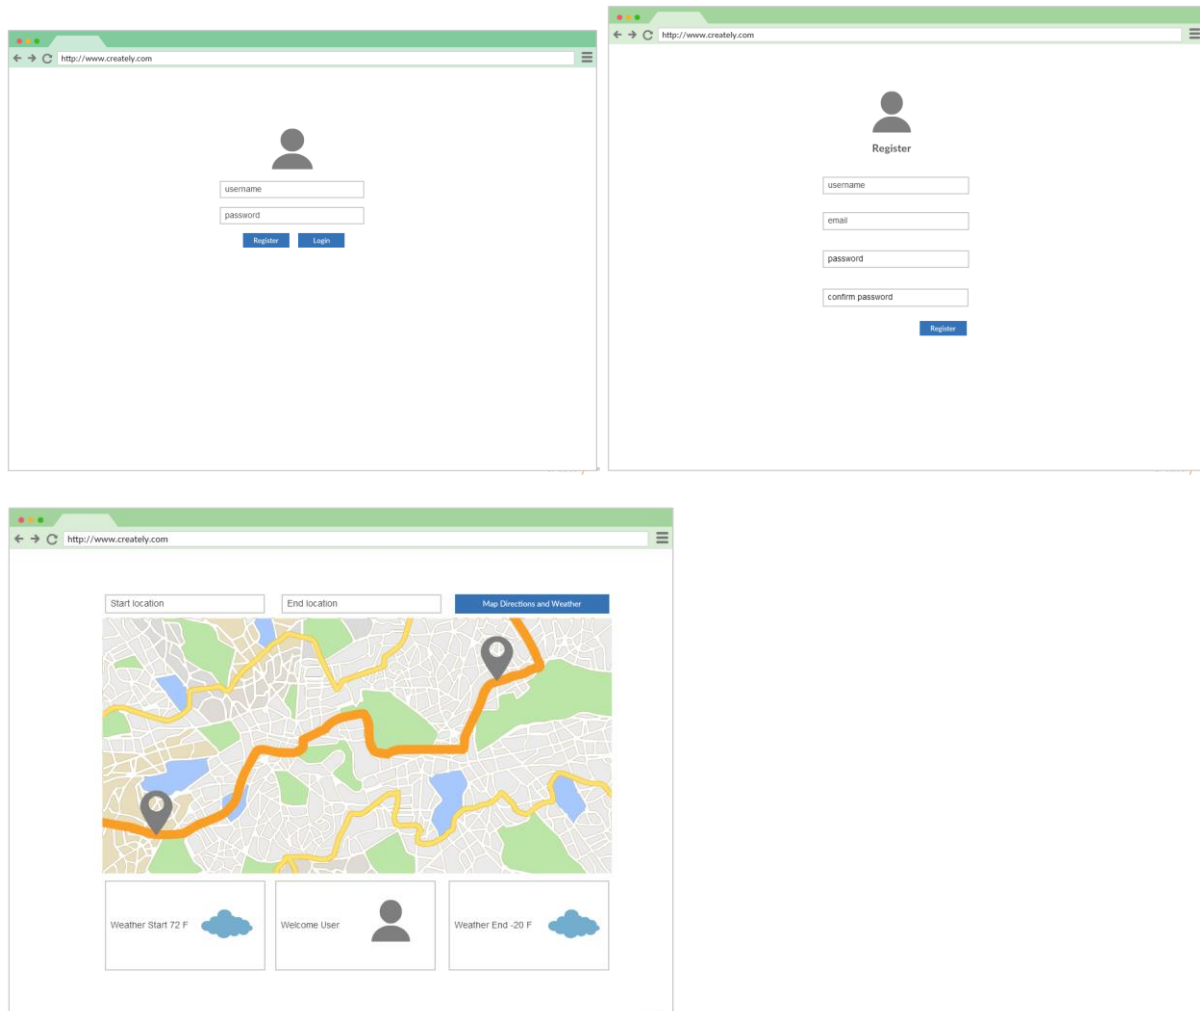 http://www.creately.com
username
password
Register Login
http://www.creately.com
Register
username
email
password
confirm password
Register
http://www.creately.com
Start location End location Map Directions and Weather
Weather Start 72 F Welcome User Weather End -20 F